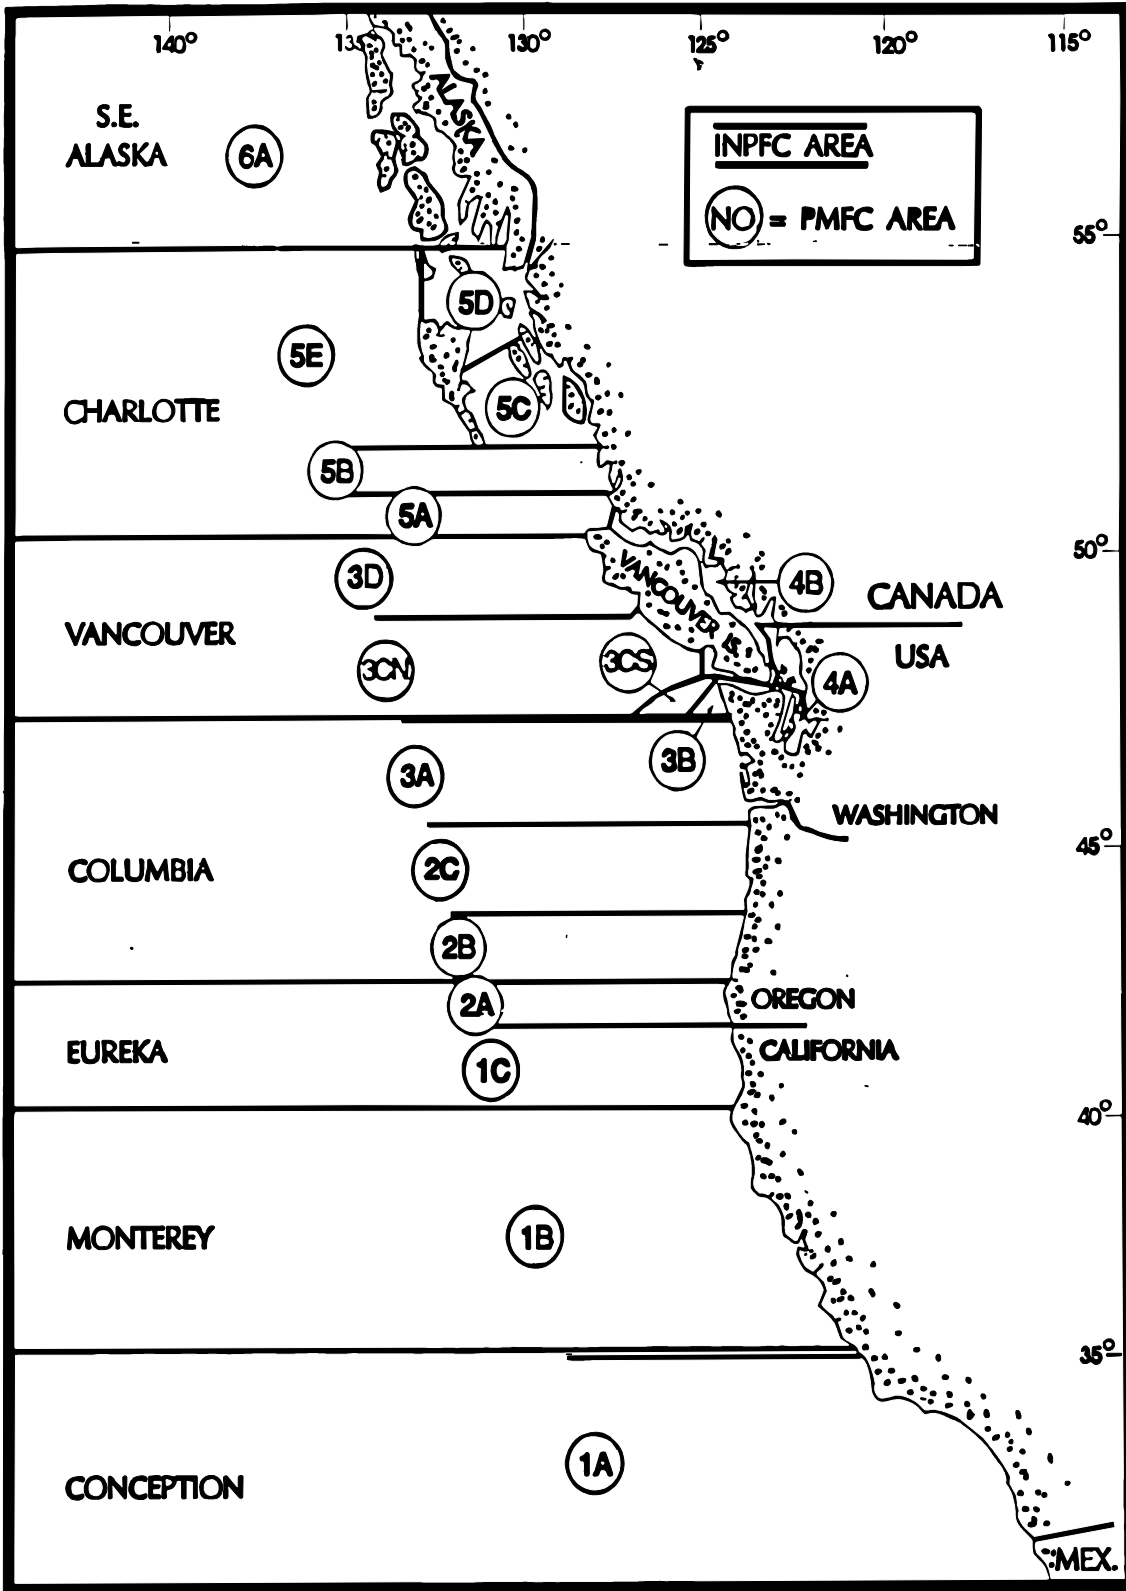 140°
135
130°
125°
120°
115°
S.E.
ALASKA
6A
ALASKA
INPFC AREA
NO = PMFC AREA
55°
5D
5E
CHARLOTTE
5C
5B
5A
50°
3D
VANCOUVER IS.
4B
CANADA
VANCOUVER
USA
3CN
3CS
4A
3A
3B
WASHINGTON
45°
COLUMBIA
2C
2B
2A
OREGON
EUREKA
1C
CALIFORNIA
40°
MONTEREY
1B
35°
1A
CONCEPTION
MEX.